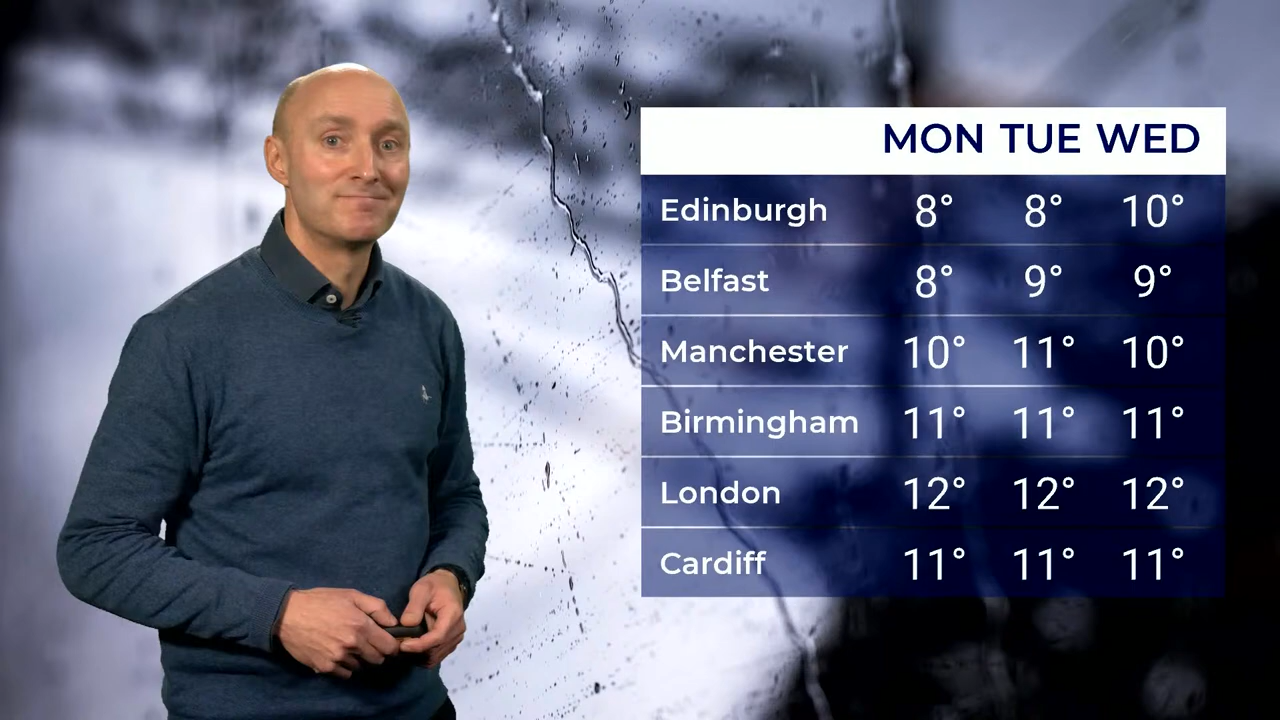 MON TUE WED
Edinburgh 8° 8° 10°
Belfast 8° 9° 9°
Manchester 10° 11° 10°
Birmingham 11° 11° 11°
London 12° 12° 12°
Cardiff 11° 11° 11°